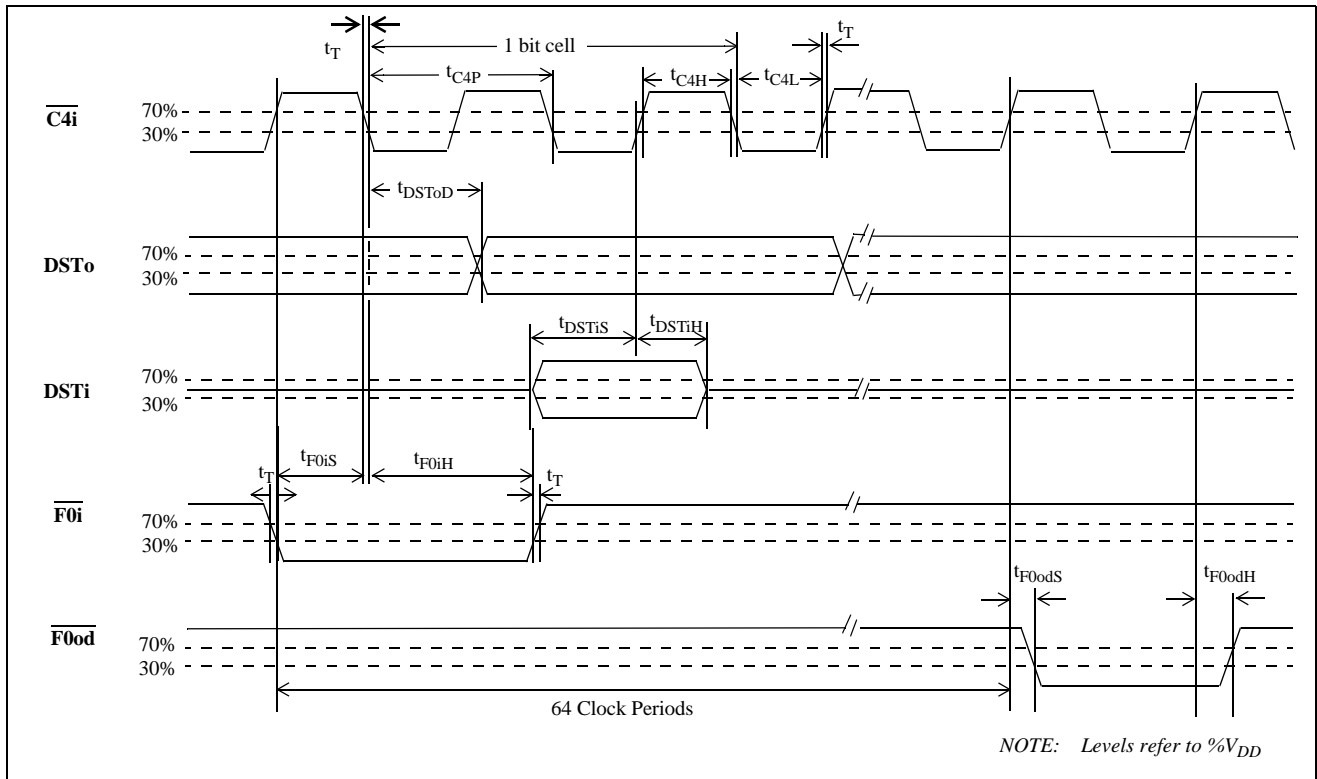 tT
1 bit cell
tT
tC4P
tC4H
tC4L
C4i
70%
30%
tDSToD
DSTo
70%
30%
tDSTiS
tDSTiH
DSTi
70%
30%
tF0iS
tF0iH
tT
tT
F0i
70%
30%
tF0odS
tF0odH
F0od
70%
30%
64 Clock Periods
NOTE: Levels refer to %VDD